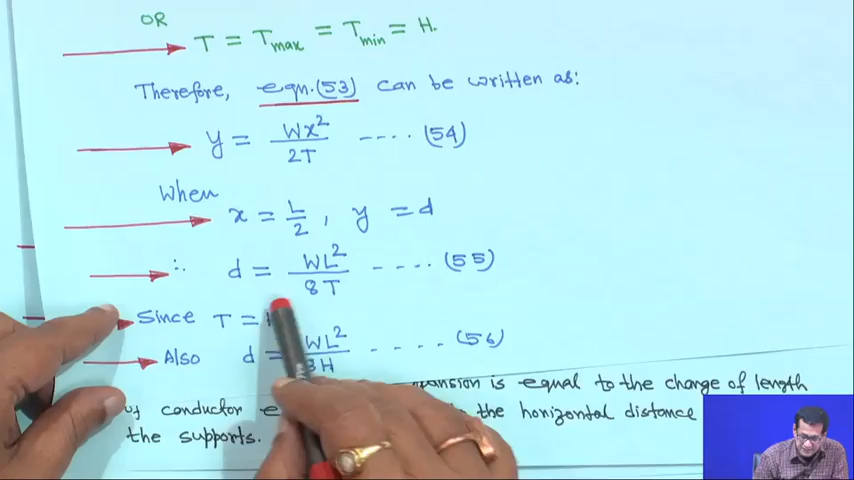 OR
T = Tmax = Tmin = H.
Therefore, eqn.(53) can be written as:
y = Wx²/2T ---- (54)
When
x = L/2, y = d
∴ d = WL²/8T ---- (55)
Since T =
Also d = WL²/8H ---- (56)
is equal to the change of length
of conductor the horizontal distance
the supports.